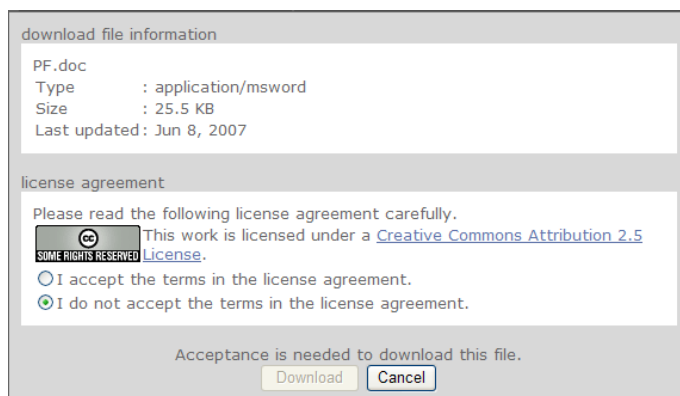 download file information
PF.doc
Type : application/msword
Size : 25.5 KB
Last updated : Jun 8, 2007
license agreement
Please read the following license agreement carefully.
cc
SOME RIGHTS RESERVED
This work is licensed under a Creative Commons Attribution 2.5
License.
I accept the terms in the license agreement.
I do not accept the terms in the license agreement.
Acceptance is needed to download this file.
Download Cancel